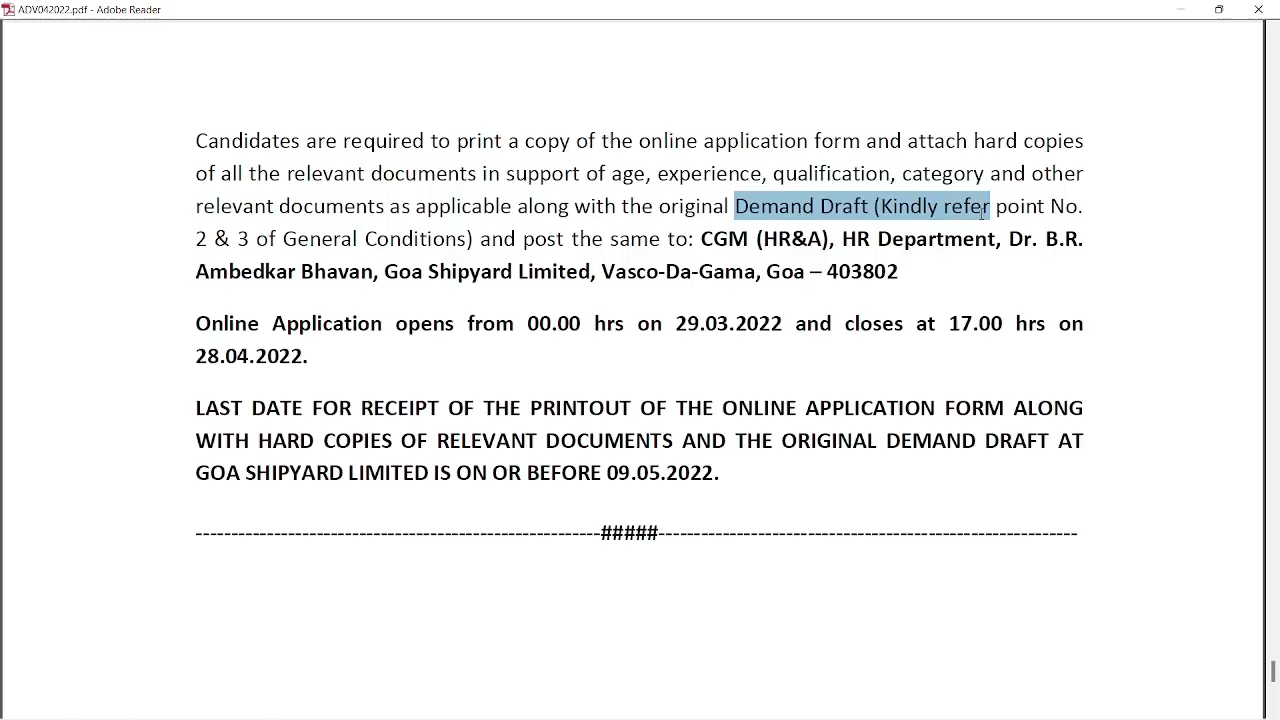 ADV042022.pdf - Adobe Reader
Candidates are required to print a copy of the online application form and attach hard copies
of all the relevant documents in support of age, experience, qualification, category and other
relevant documents as applicable along with the original Demand Draft (Kindly refer point No.
2 & 3 of General Conditions) and post the same to: CGM (HR&A), HR Department, Dr. B.R.
Ambedkar Bhavan, Goa Shipyard Limited, Vasco-Da-Gama, Goa – 403802
Online Application opens from 00.00 hrs on 29.03.2022 and closes at 17.00 hrs on
28.04.2022.
LAST DATE FOR RECEIPT OF THE PRINTOUT OF THE ONLINE APPLICATION FORM ALONG
WITH HARD COPIES OF RELEVANT DOCUMENTS AND THE ORIGINAL DEMAND DRAFT AT
GOA SHIPYARD LIMITED IS ON OR BEFORE 09.05.2022.
---------------------------------------------------------#####-----------------------------------------------------------